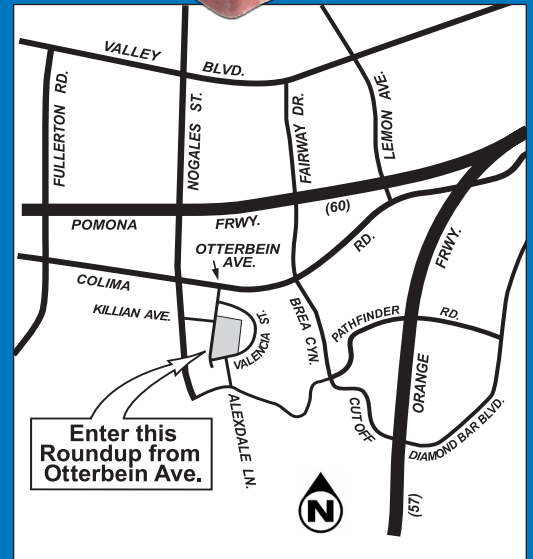 VALLEY BLVD.
FULLERTON RD.
NOGALES ST.
FAIRWAY DR.
LEMON AVE.
POMONA FRWY. (60)
OTTERBEIN
AVE.
COLIMA RD.
KILLIAN AVE.
VALENCIA ST.
BREA CYN.
CUT OFF
PATHFINDER RD.
ORANGE FRWY. (57)
ALEXDALE LN.
DIAMOND BAR BLVD.
Enter this
Roundup from
Otterbein Ave.
N